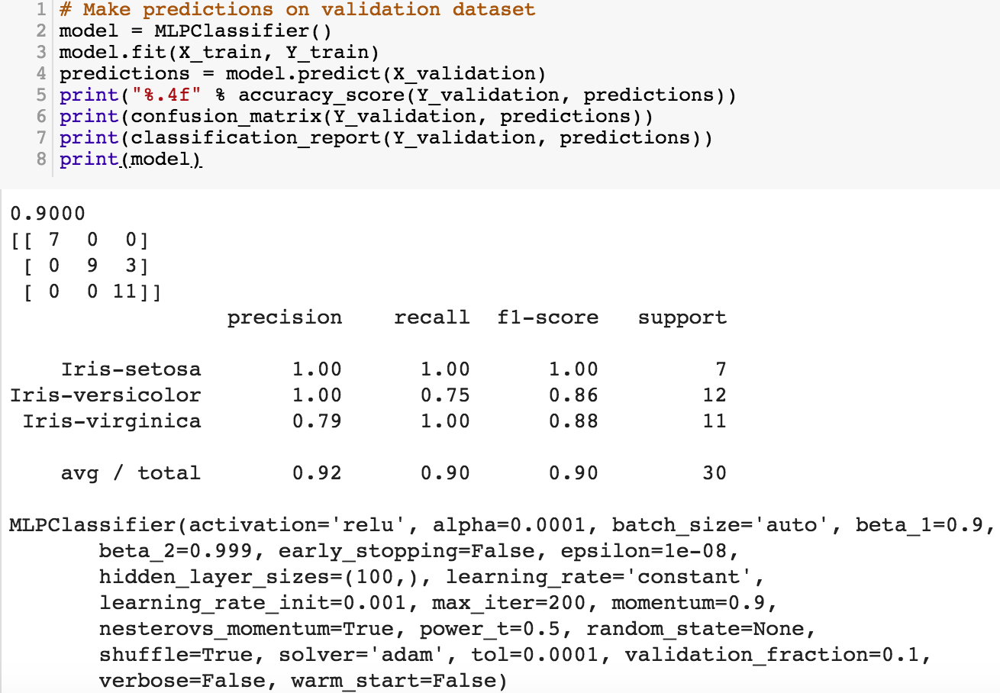 1 # Make predictions on validation dataset
2 model = MLPClassifier()
3 model.fit(X_train, Y_train)
4 predictions = model.predict(X_validation)
5 print("%.4f" % accuracy_score(Y_validation, predictions))
6 print(confusion_matrix(Y_validation, predictions))
7 print(classification_report(Y_validation, predictions))
8 print(model)
0.9000
[[ 7  0  0]
 [ 0  9  3]
 [ 0  0 11]]
                 precision    recall  f1-score   support
    Iris-setosa       1.00      1.00      1.00         7
Iris-versicolor       1.00      0.75      0.86        12
 Iris-virginica       0.79      1.00      0.88        11
    avg / total       0.92      0.90      0.90        30
MLPClassifier(activation='relu', alpha=0.0001, batch_size='auto', beta_1=0.9,
       beta_2=0.999, early_stopping=False, epsilon=1e-08,
       hidden_layer_sizes=(100,), learning_rate='constant',
       learning_rate_init=0.001, max_iter=200, momentum=0.9,
       nesterovs_momentum=True, power_t=0.5, random_state=None,
       shuffle=True, solver='adam', tol=0.0001, validation_fraction=0.1,
       verbose=False, warm_start=False)